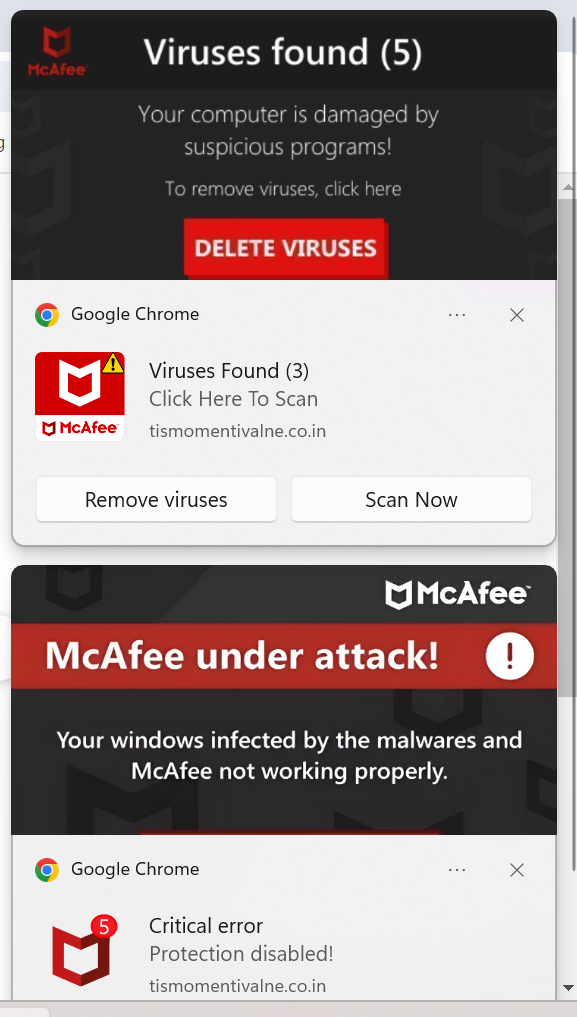 McAfee™
Viruses found (5)
Your computer is damaged by
suspicious programs!
To remove viruses, click here
DELETE VIRUSES
Google Chrome
Viruses Found (3)
Click Here To Scan
McAfee™
tismomentivalne.co.in
Remove viruses
Scan Now
McAfee™
McAfee under attack!
!
Your windows infected by the malwares and
McAfee not working properly.
Google Chrome
5
Critical error
Protection disabled!
tismomentivalne.co.in